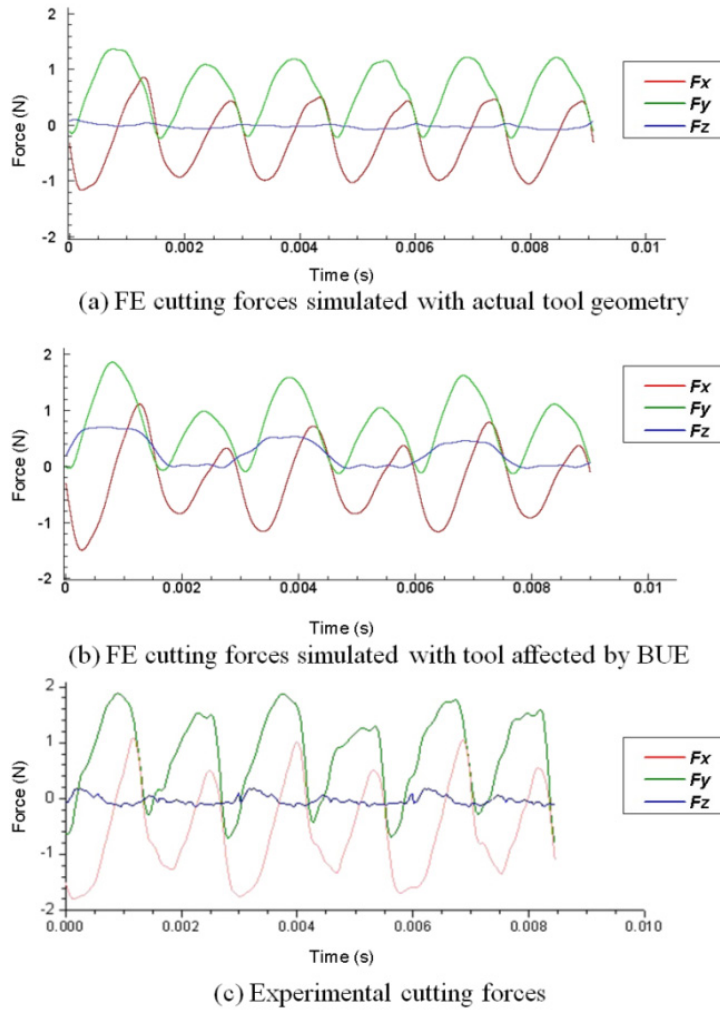 2
1
0
-1
-2
Force (N)
0
0.002
0.004
0.006
0.008
0.01
Time (s)
Fx
Fy
Fz
(a) FE cutting forces simulated with actual tool geometry
2
1
0
-1
-2
Force (N)
0
0.002
0.004
0.006
0.008
0.01
Time (s)
Fx
Fy
Fz
(b) FE cutting forces simulated with tool affected by BUE
2
1
0
-1
-2
Force (N)
0.000
0.002
0.004
0.006
0.008
0.010
Time (s)
Fx
Fy
Fz
(c) Experimental cutting forces